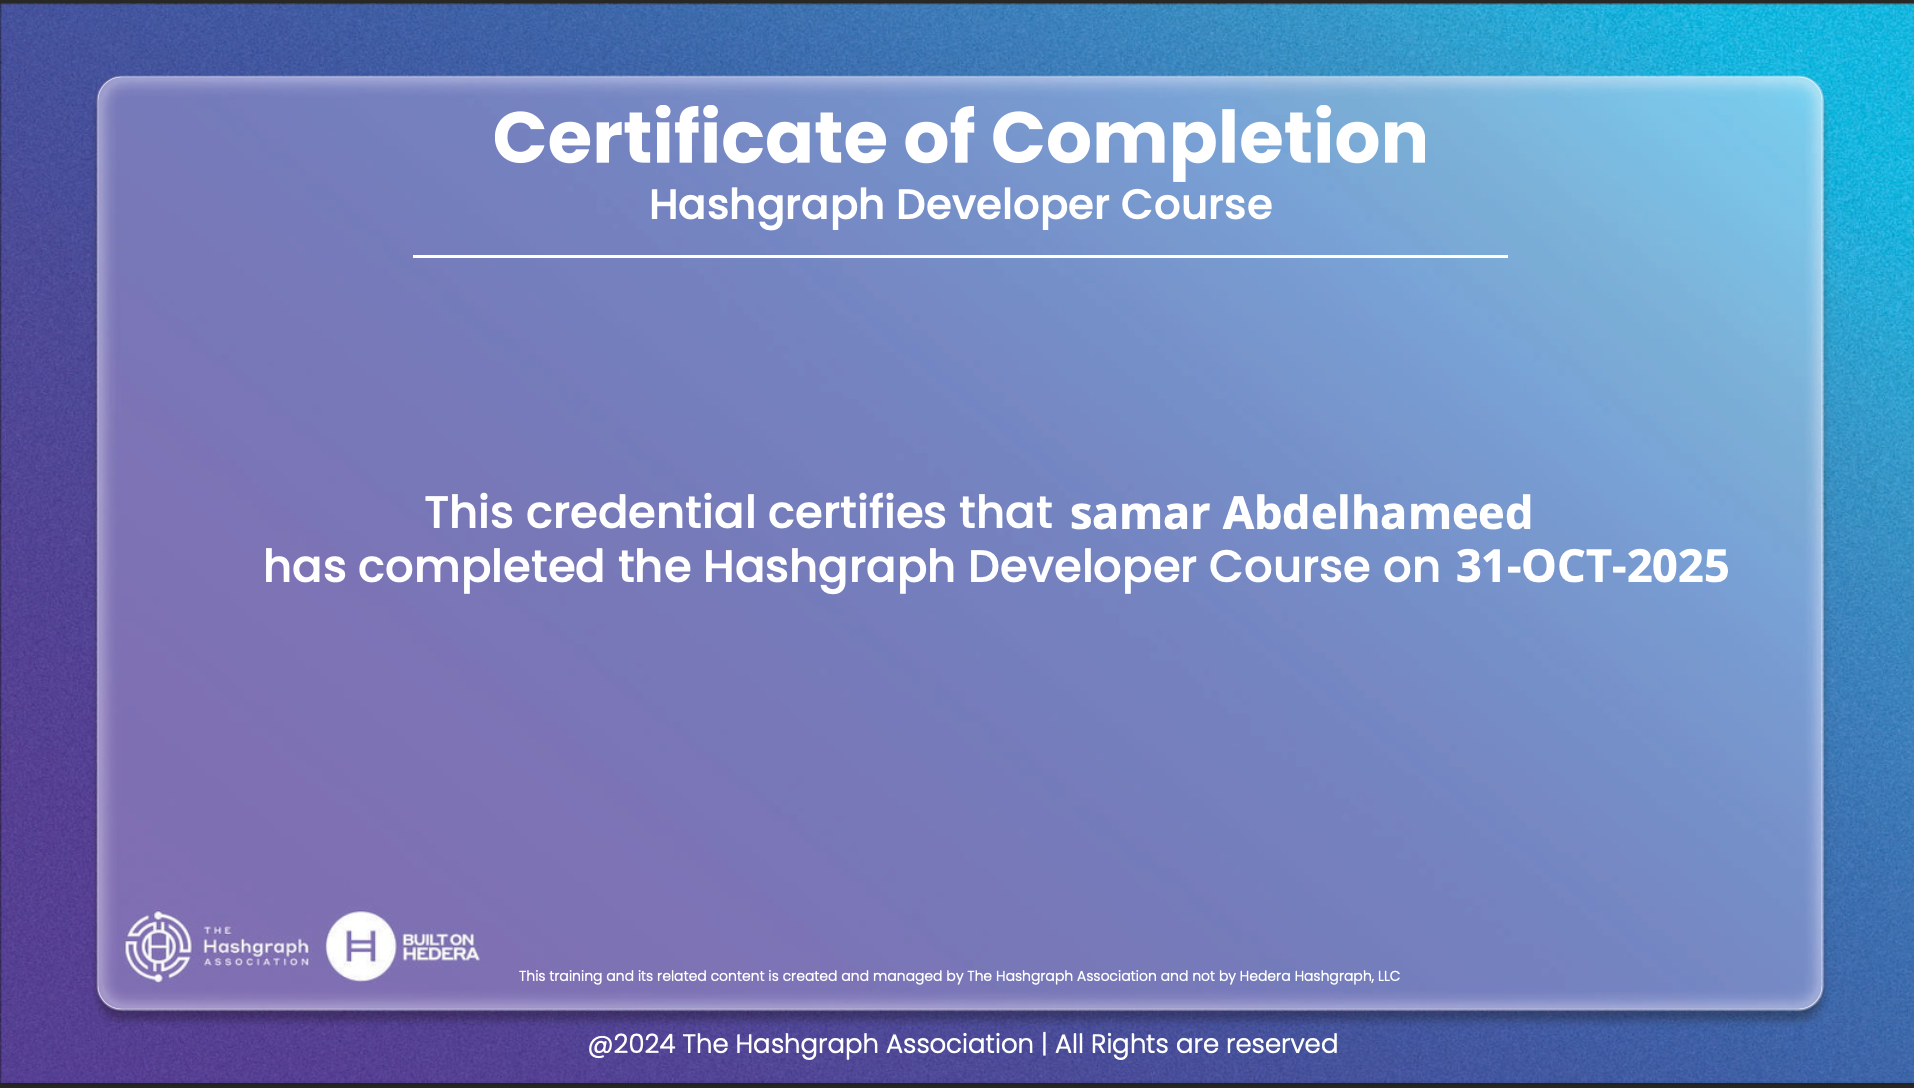 Certificate of Completion
Hashgraph Developer Course
This credential certifies that samar Abdelhameed
has completed the Hashgraph Developer Course on 31-OCT-2025
THE
Hashgraph
ASSOCIATION
H
BUILT ON
HEDERA
This training and its related content is created and managed by The Hashgraph Association and not by Hedera Hashgraph, LLC
@2024 The Hashgraph Association | All Rights are reserved